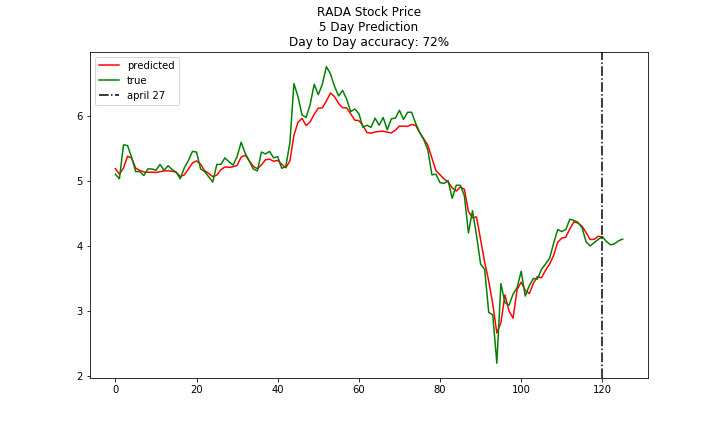 RADA Stock Price
5 Day Prediction
Day to Day accuracy: 72%
predicted
true
april 27
6
5
4
3
2
0 20 40 60 80 100 120